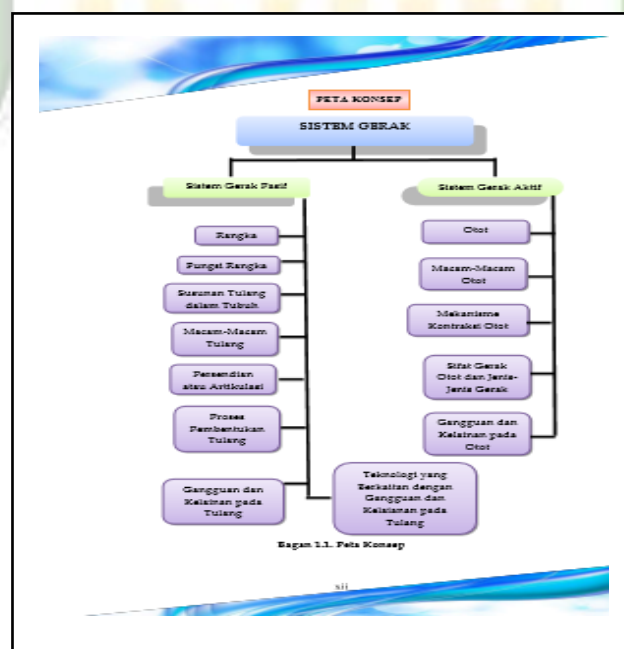 PETA KONSEP
SISTEM GERAK
Sistem Gerak Pasif
Rangka
Fungsi Rangka
Susunan Tulang
dalam Tubuh
Macam-Macam
Tulang
Persendian
atau Artikulasi
Proses
Pembentukan
Tulang
Gangguan dan
Kelainan pada
Tulang
Teknologi yang
Berkaitan dengan
Gangguan dan
Kelaianan pada
Tulang
Sistem Gerak Aktif
Otot
Macam-Macam
Otot
Mekanisme
Kontraksi Otot
Sifat Gerak
Otot dan Jenis-
Jenis Gerak
Gangguan dan
Kelainan pada
Otot
Bagan 1.1. Peta Konsep
xii